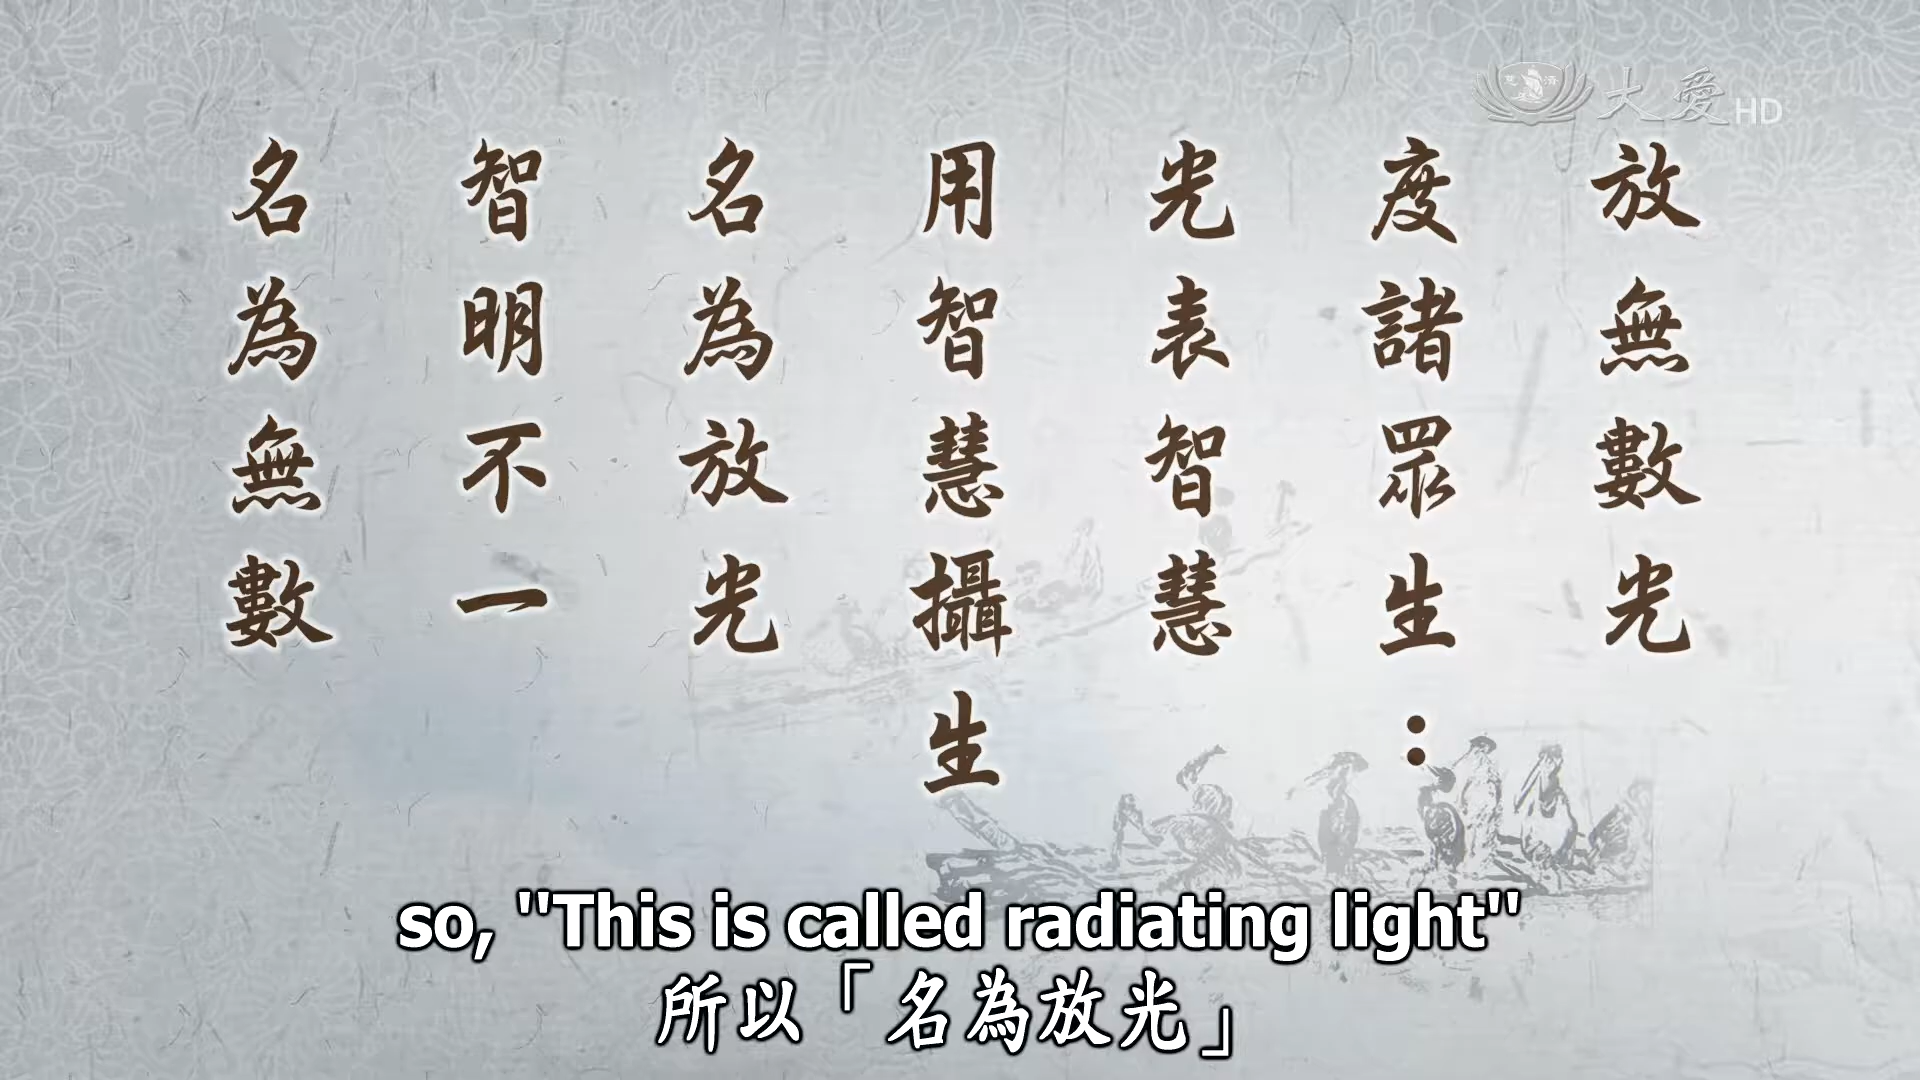 大愛HD
放無數光
度諸眾生：
光表智慧
用智慧攝生
名為放光
智明不一
名為無數
so, "This is called radiating light"
所以「名為放光」